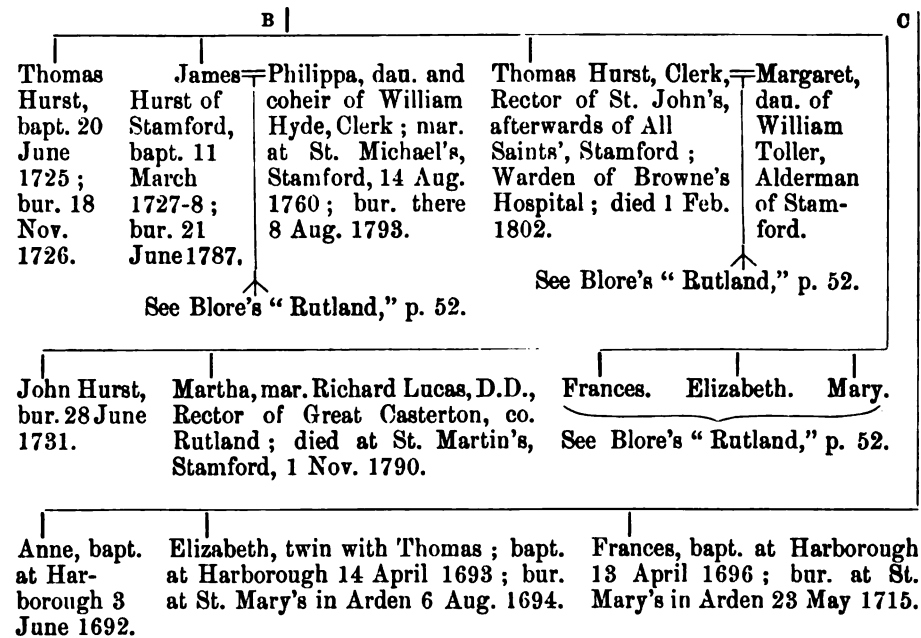 B C
Thomas
Hurst,
bapt. 20
June
1725 ;
bur. 18
Nov.
1726.
James
Hurst of
Stamford,
bapt. 11
March
1727-8 ;
bur. 21
June 1787.
Philippa, dau. and
coheir of William
Hyde, Clerk ; mar.
at St. Michael's,
Stamford, 14 Aug.
1760 ; bur. there
8 Aug. 1793.
See Blore's “ Rutland,” p. 52.
Thomas Hurst, Clerk,
Rector of St. John's,
afterwards of All
Saints', Stamford ;
Warden of Browne's
Hospital ; died 1 Feb.
1802.
Margaret,
dau. of
William
Toller,
Alderman
of Stam-
ford.
See Blore's “ Rutland,” p. 52.
John Hurst,
bur. 28 June
1731.
Martha, mar. Richard Lucas, D.D.,
Rector of Great Casterton, co.
Rutland ; died at St. Martin's,
Stamford, 1 Nov. 1790.
Frances. Elizabeth. Mary.
See Blore's “ Rutland,” p. 52.
Anne, bapt.
at Har-
borough 3
June 1692.
Elizabeth, twin with Thomas ; bapt.
at Harborough 14 April 1693 ; bur.
at St. Mary's in Arden 6 Aug. 1694.
Frances, bapt. at Harborough
13 April 1696 ; bur. at St.
Mary's in Arden 23 May 1715.